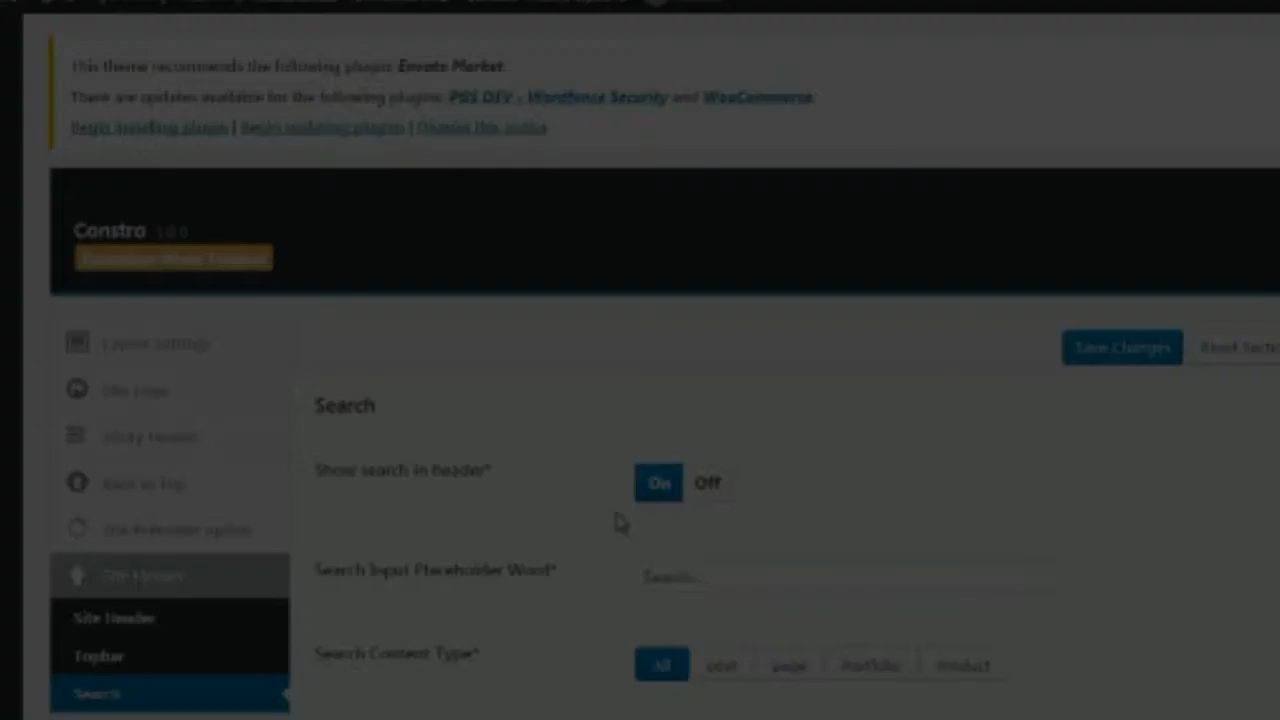 This theme recommends the following plugin: Envato Market.
There are updates available for the following plugins: PBS DEV , Wordfence Security and WooCommerce.
Begin installing plugin | Begin updating plugins | Dismiss this notice
Constro 1.0.0
Layout Settings
Save Changes
Reset Sectio
Site Logo
Search
Sticky Header
Show search in header*
On Off
Back to Top
Site Preloader option
Search Input Placeholder Word*
Search...
Site Header
Site Header
Search Content Type*
All post page Portfolio Product
Topbar
Search